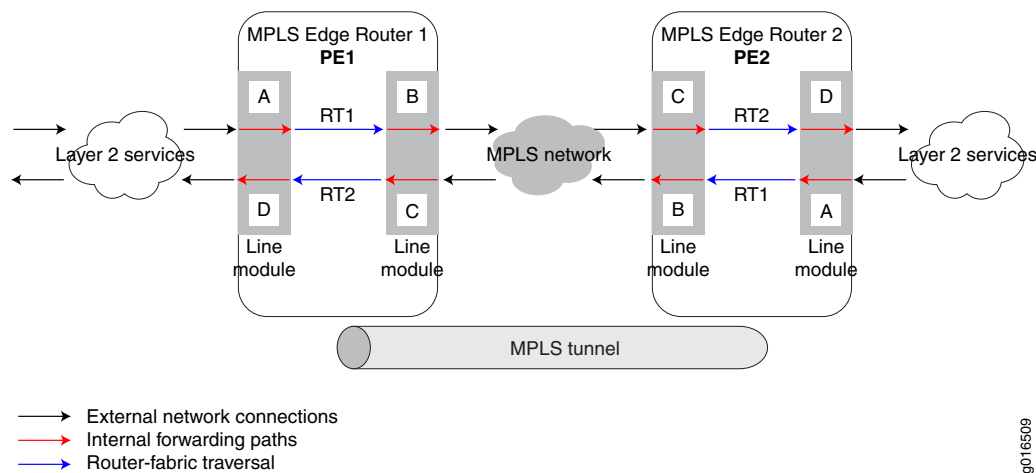 MPLS Edge Router 1
PE1
MPLS Edge Router 2
PE2
A
B
C
D
RT1
RT2
Layer 2 services
MPLS network
Layer 2 services
RT2
RT1
D
C
B
A
Line
module
Line
module
Line
module
Line
module
MPLS tunnel
External network connections
Internal forwarding paths
Router-fabric traversal
g016509